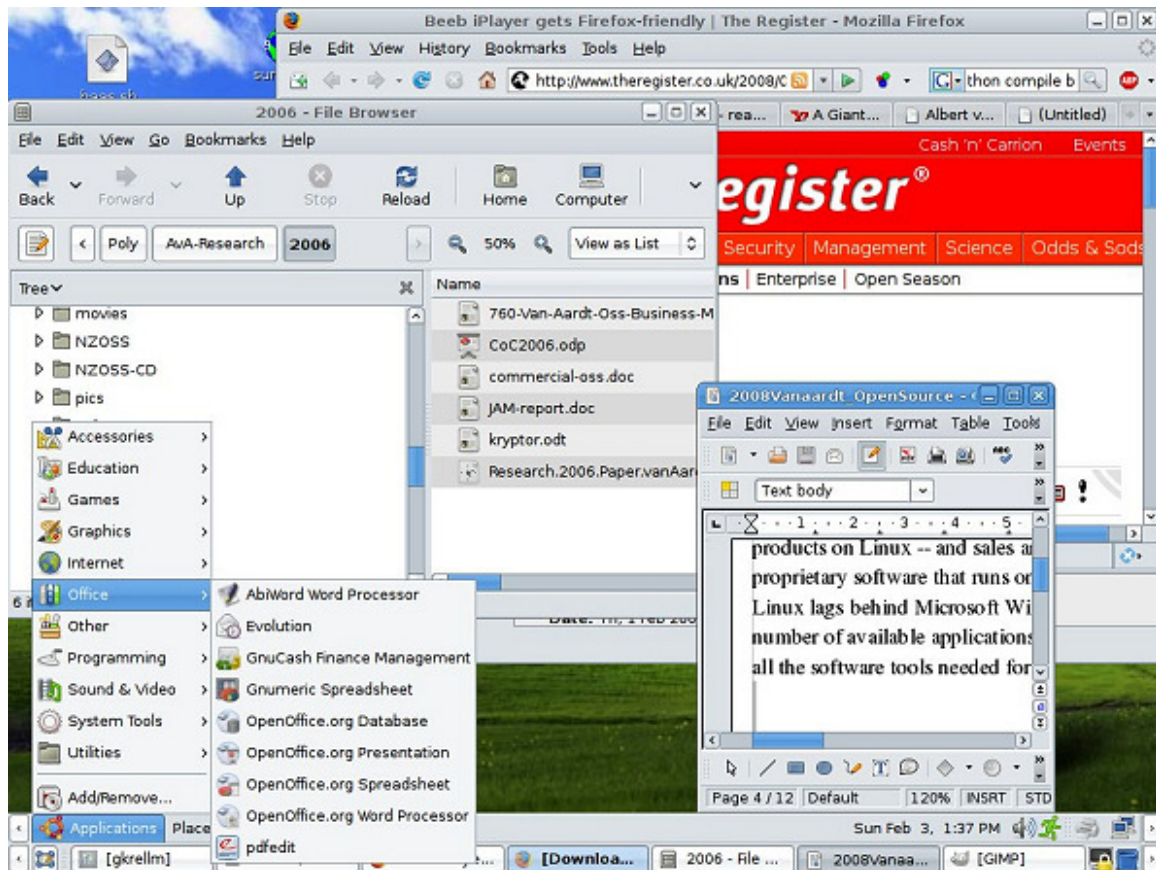 Beeb iPlayer gets Firefox-friendly | The Register - Mozilla Firefox
File Edit View History Bookmarks Tools Help
http://www.theregister.co.uk/2008/0
thon compile b
2006 - File Browser
rea... A Giant... Albert v... (Untitled)
File Edit View Go Bookmarks Help
Cash 'n' Carrion Events
Back Forward Up Stop Reload Home Computer
egister®
Poly AvA-Research 2006 50% View as List
Security Management Science Odds & Sods
ns Enterprise Open Season
Tree Name
movies
NZOSS
NZOSS-CD
pics
760-Van-Aardt-Oss-Business-M
CoC2006.odp
commercial-oss.doc
JAM-report.doc
kryptor.odt
Research.2006.Paper.vanAar
2008Vanaardt_OpenSource -
File Edit View Insert Format Table Tools
Text body
1 2 3 4 5
products on Linux -- and sales a
proprietary software that runs or
Linux lags behind Microsoft Wi
number of available applications
all the software tools needed for
Page 4 / 12 Default 120% INSRT STD
Accessories
Education
Games
Graphics
Internet
Office
Other
Programming
Sound & Video
System Tools
Utilities
Add/Remove...
AbiWord Word Processor
Evolution
GnuCash Finance Management
Gnumeric Spreadsheet
OpenOffice.org Database
OpenOffice.org Presentation
OpenOffice.org Spreadsheet
OpenOffice.org Word Processor
pdfedit
Applications Place
Sun Feb 3, 1:37 PM
[gkrellm] [Downloa... 2006 - File ... 2008Vanaa... [GIMP]